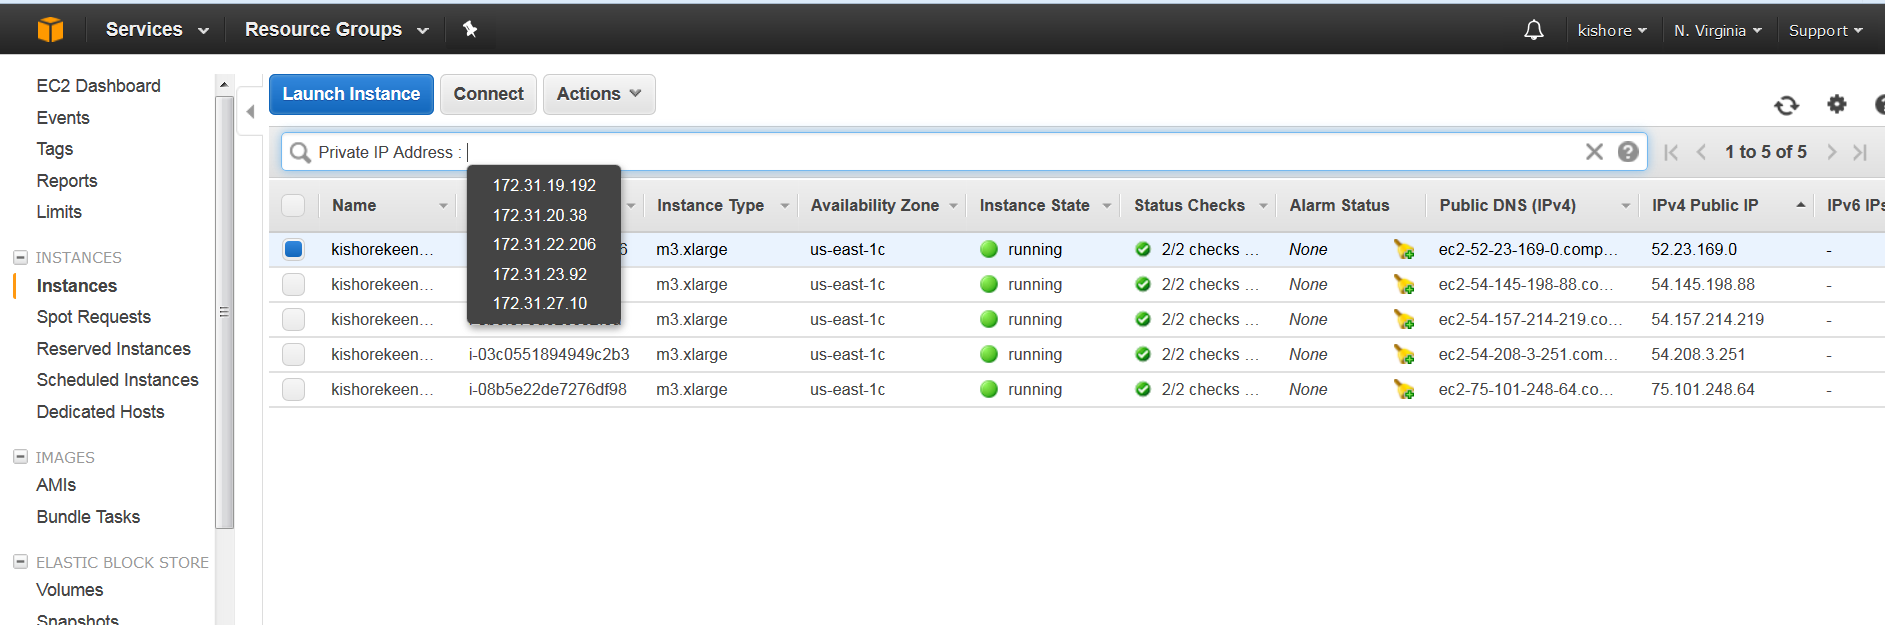 Services Resource Groups kishore N. Virginia Support
EC2 Dashboard
Events
Tags
Reports
Limits
INSTANCES
Instances
Spot Requests
Reserved Instances
Scheduled Instances
Dedicated Hosts
IMAGES
AMIs
Bundle Tasks
ELASTIC BLOCK STORE
Volumes
Snapshots
Launch Instance Connect Actions
Private IP Address : 1 to 5 of 5
172.31.19.192
172.31.20.38
172.31.22.206
172.31.23.92
172.31.27.10
Name Instance Type Availability Zone Instance State Status Checks Alarm Status Public DNS (IPv4) IPv4 Public IP IPv6 IPs
kishorekeen... 6 m3.xlarge us-east-1c running 2/2 checks ... None ec2-52-23-169-0.comp... 52.23.169.0 -
kishorekeen... m3.xlarge us-east-1c running 2/2 checks ... None ec2-54-145-198-88.co... 54.145.198.88 -
kishorekeen... m3.xlarge us-east-1c running 2/2 checks ... None ec2-54-157-214-219.co... 54.157.214.219 -
kishorekeen... i-03c0551894949c2b3 m3.xlarge us-east-1c running 2/2 checks ... None ec2-54-208-3-251.com... 54.208.3.251 -
kishorekeen... i-08b5e22de7276df98 m3.xlarge us-east-1c running 2/2 checks ... None ec2-75-101-248-64.co... 75.101.248.64 -